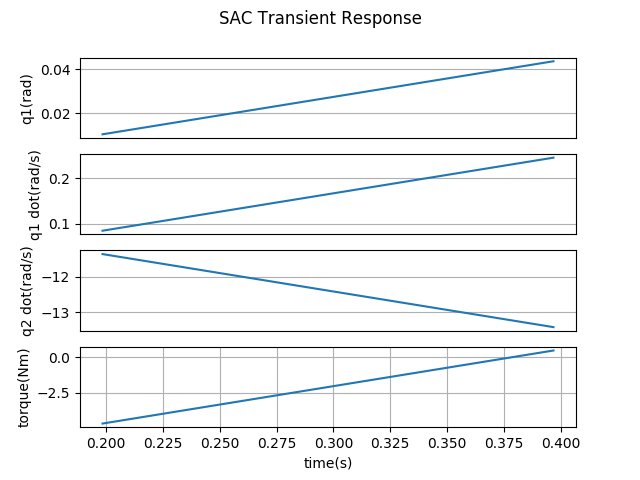 SAC Transient Response
0.04
0.02
q1(rad)
0.2
0.1
q1 dot(rad/s)
−12
−13
q2 dot(rad/s)
0.0
−2.5
torque(Nm)
0.200 0.225 0.250 0.275 0.300 0.325 0.350 0.375 0.400
time(s)